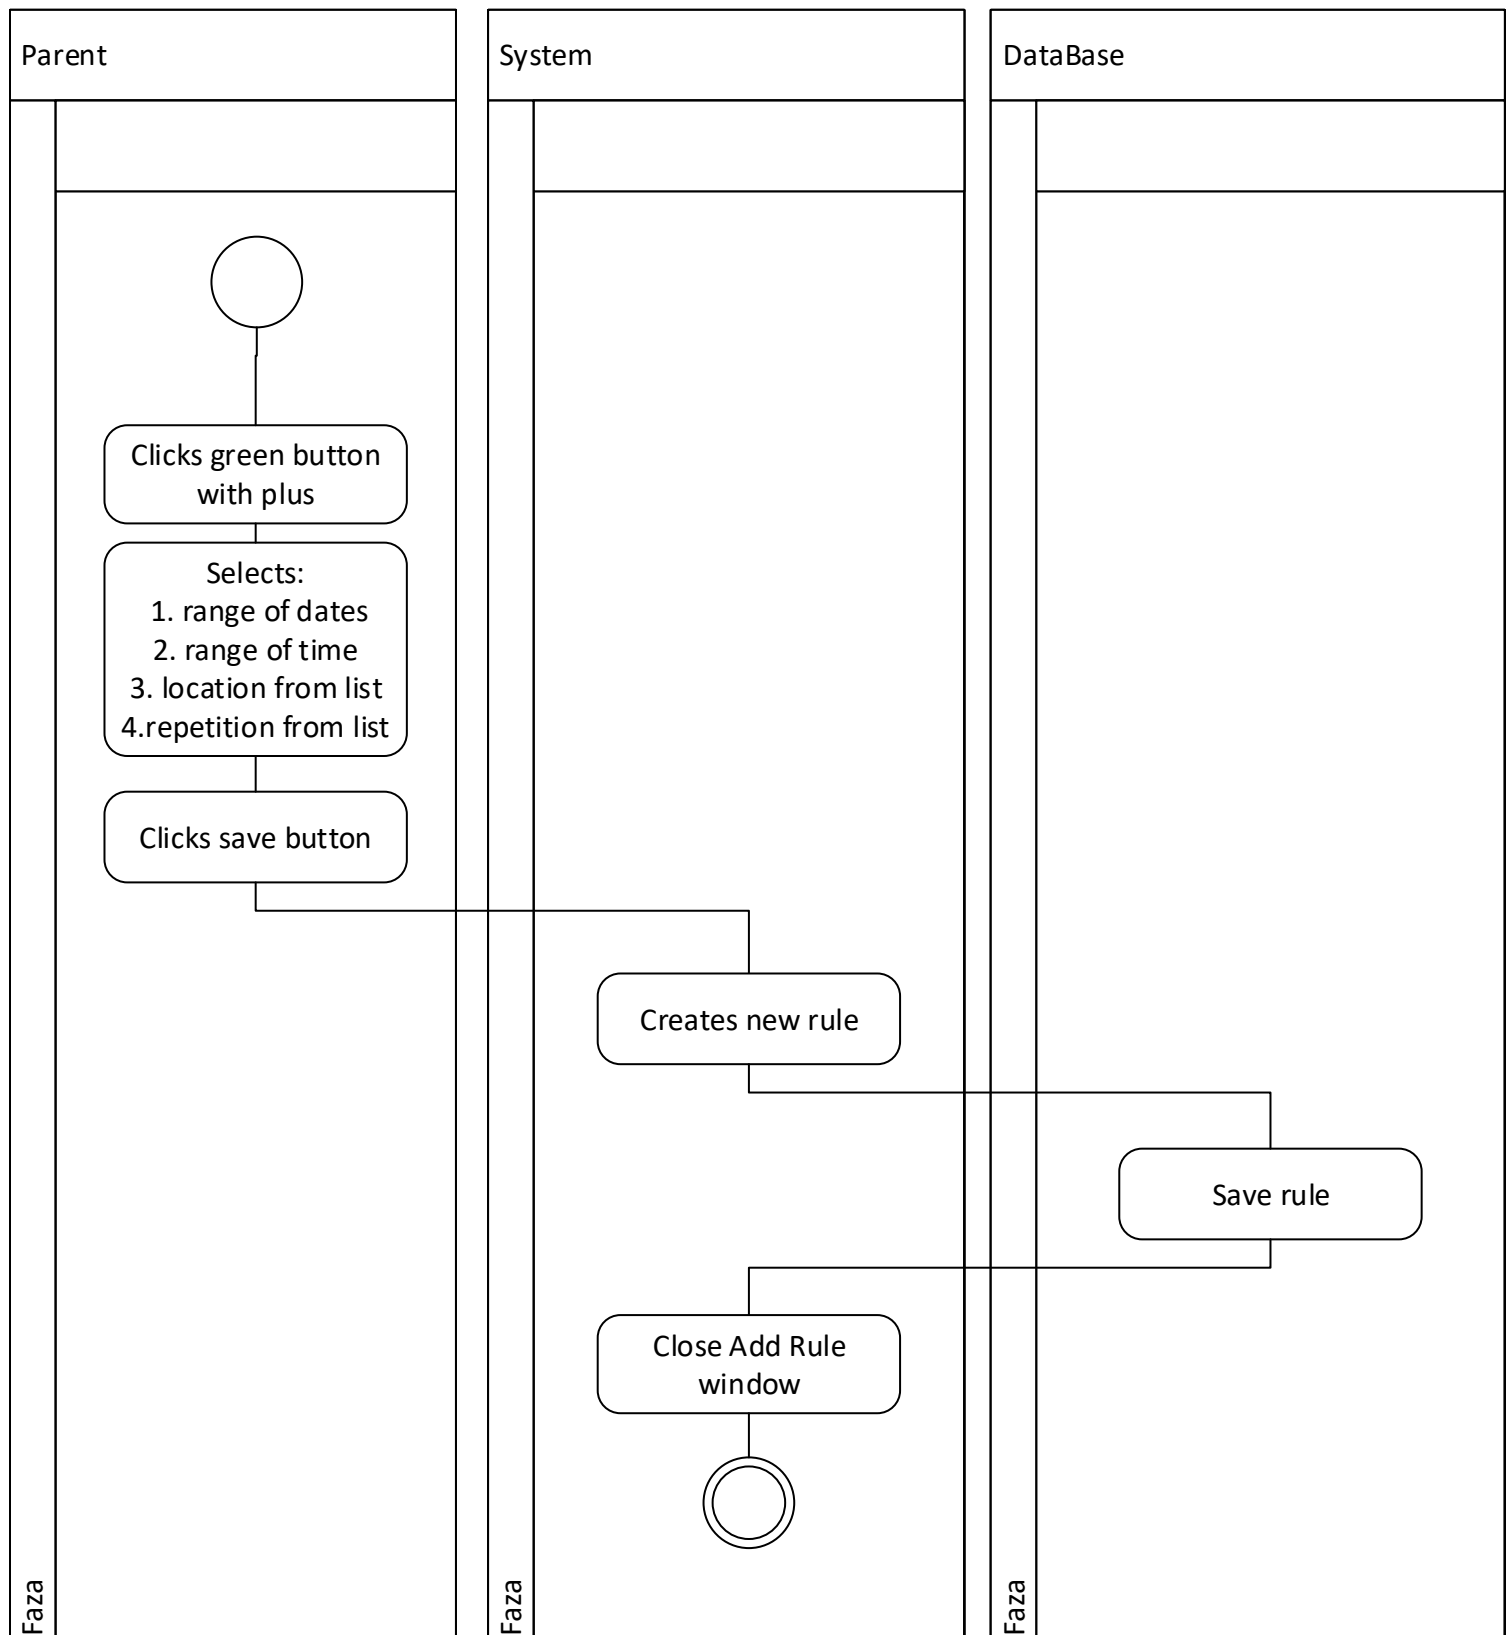 Parent
System
DataBase
Clicks green button
with plus
Selects:
1. range of dates
2. range of time
3. location from list
4.repetition from list
Clicks save button
Creates new rule
Save rule
Close Add Rule
window
Faza
Faza
Faza